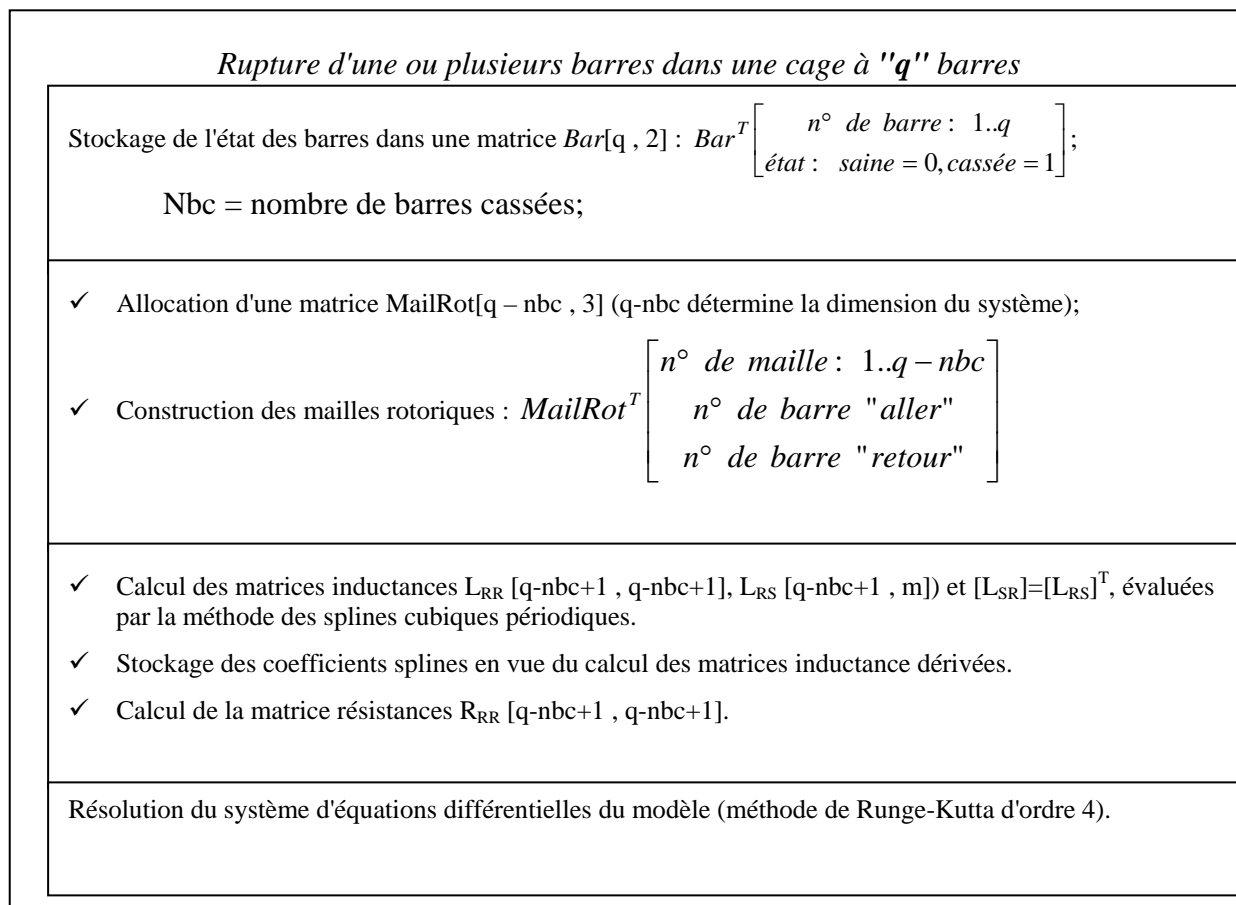 Rupture d'une ou plusieurs barres dans une cage à "q" barres
Stockage de l'état des barres dans une matrice Bar[q , 2] : Bar^T [n° de barre : 1..q
état : saine = 0, cassée = 1];
Nbc = nombre de barres cassées;
✓ Allocation d'une matrice MailRot[q – nbc , 3] (q-nbc détermine la dimension du système);
✓ Construction des mailles rotoriques : MailRot^T [n° de maille : 1..q – nbc
n° de barre "aller"
n° de barre "retour"]
✓ Calcul des matrices inductances L_RR [q-nbc+1 , q-nbc+1], L_RS [q-nbc+1 , m]) et [L_SR]=[L_RS]^T, évaluées
par la méthode des splines cubiques périodiques.
✓ Stockage des coefficients splines en vue du calcul des matrices inductance dérivées.
✓ Calcul de la matrice résistances R_RR [q-nbc+1 , q-nbc+1].
Résolution du système d'équations différentielles du modèle (méthode de Runge-Kutta d'ordre 4).